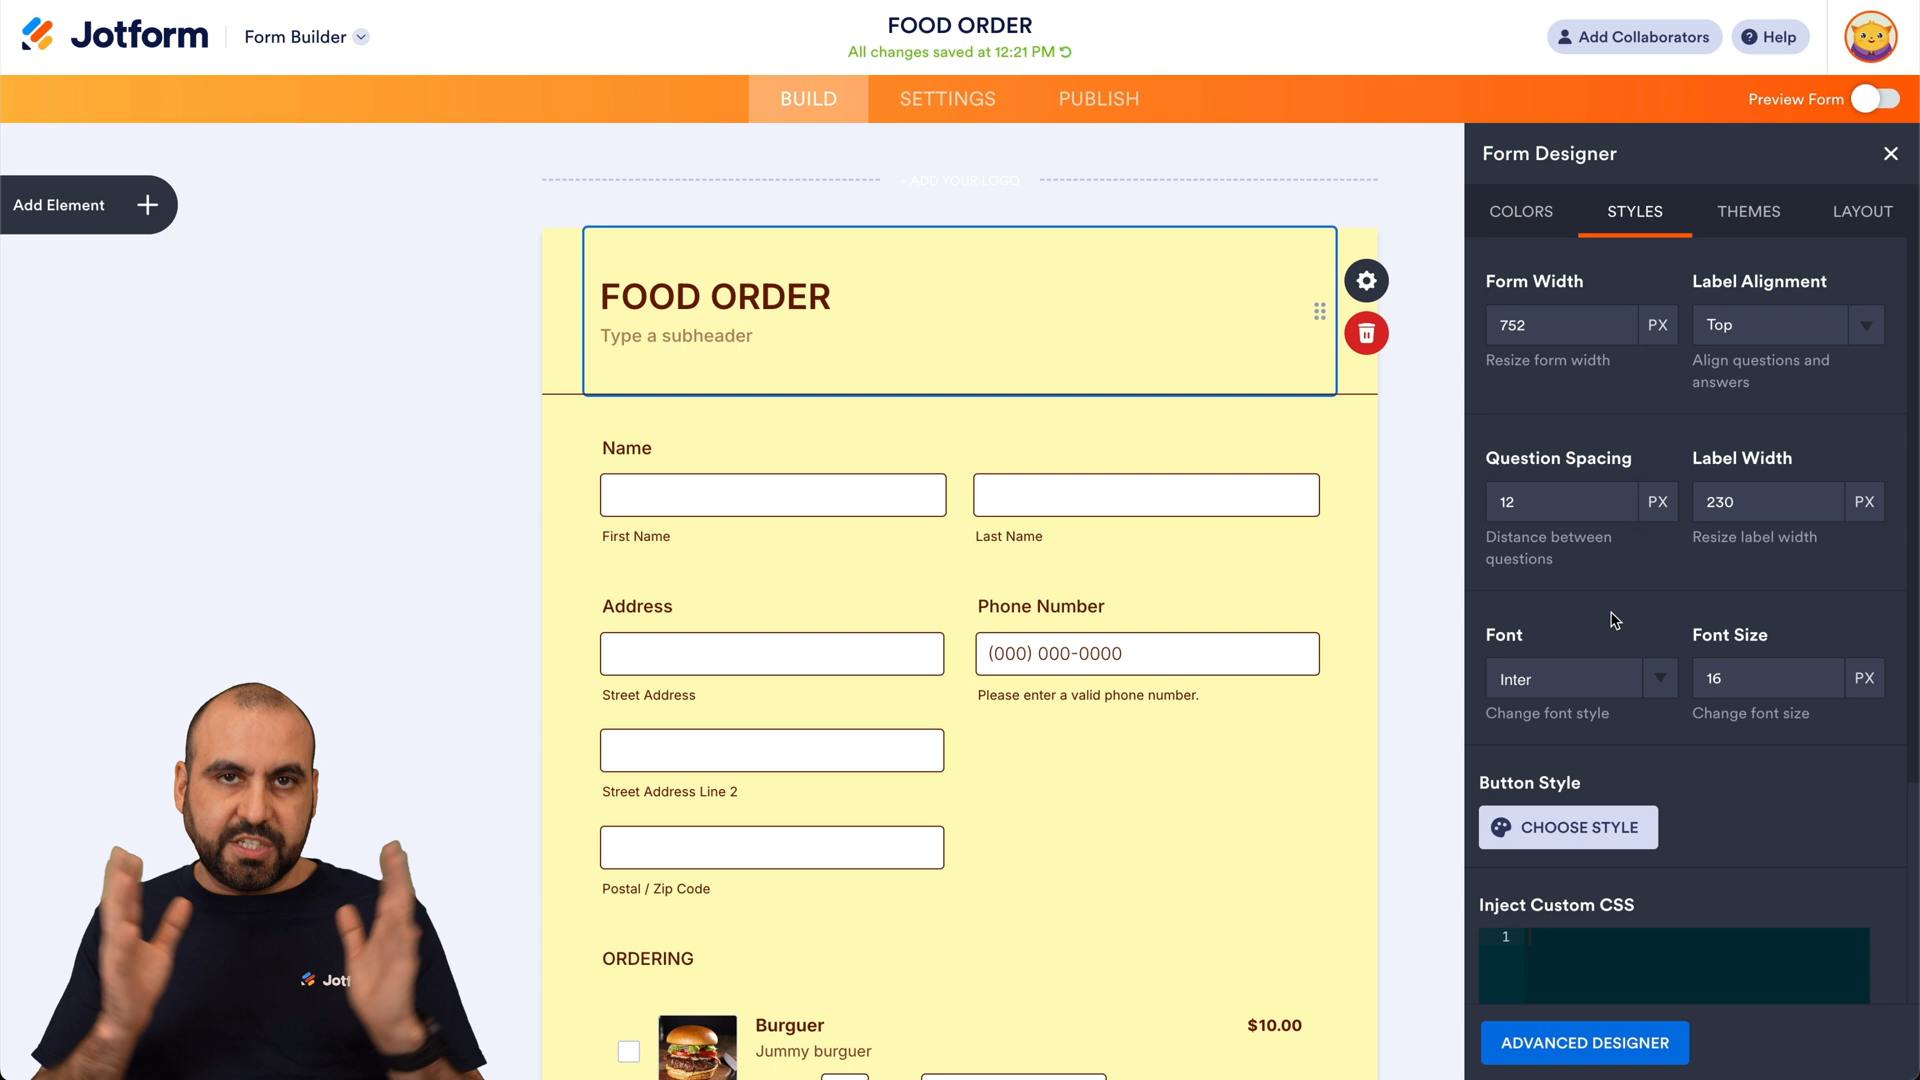 Jotform
Form Builder
FOOD ORDER
All changes saved at 12:21 PM
Add Collaborators
Help
BUILD
SETTINGS
PUBLISH
Preview Form
Add Element
+ ADD YOUR LOGO
FOOD ORDER
Type a subheader
Name
First Name
Last Name
Address
Phone Number
(000) 000-0000
Street Address
Please enter a valid phone number.
Street Address Line 2
Postal / Zip Code
ORDERING
Burguer
$10.00
Jummy burguer
Form Designer
COLORS
STYLES
THEMES
LAYOUT
Form Width
Label Alignment
752 PX
Top
Resize form width
Align questions and
answers
Question Spacing
Label Width
12 PX
230 PX
Distance between
questions
Resize label width
Font
Font Size
Inter
16 PX
Change font style
Change font size
Button Style
CHOOSE STYLE
Inject Custom CSS
1
ADVANCED DESIGNER
Jotf